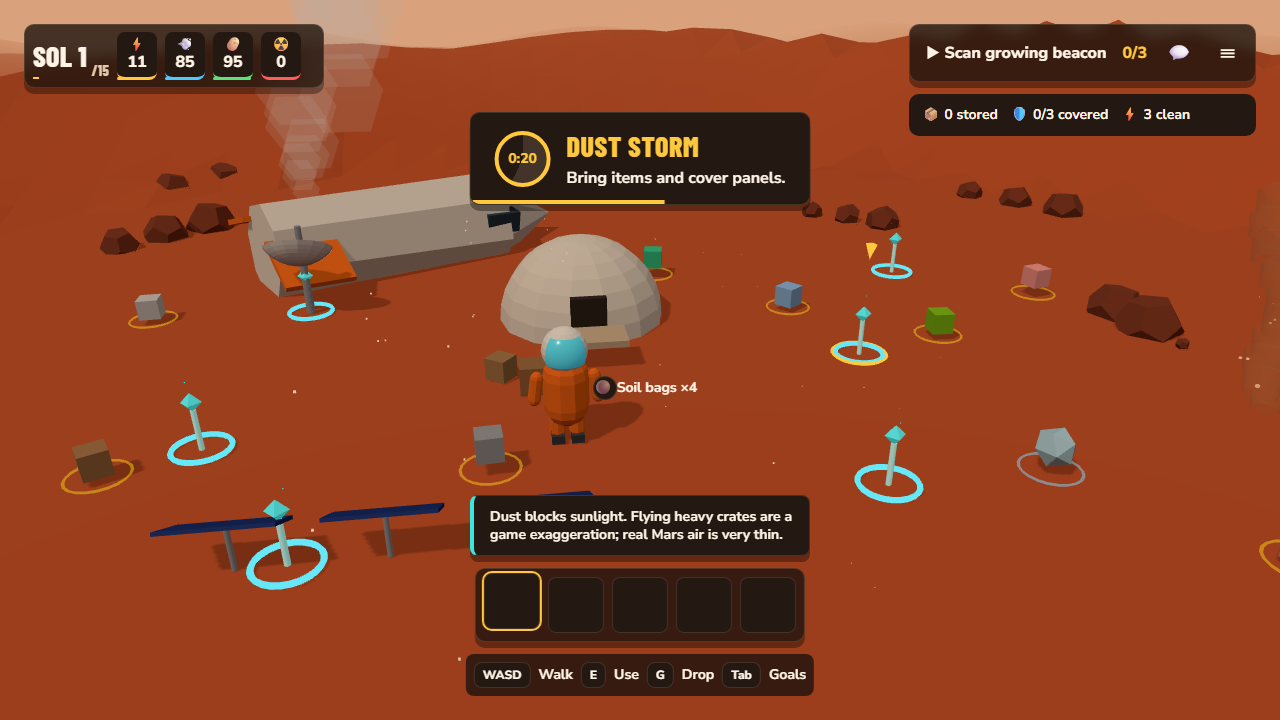 SOL 1 /15
11
85
95
0
Scan growing beacon 0/3
0 stored
0/3 covered
3 clean
0:20
DUST STORM
Bring items and cover panels.
Soil bags ×4
Dust blocks sunlight. Flying heavy crates are a
game exaggeration; real Mars air is very thin.
WASD Walk E Use G Drop Tab Goals